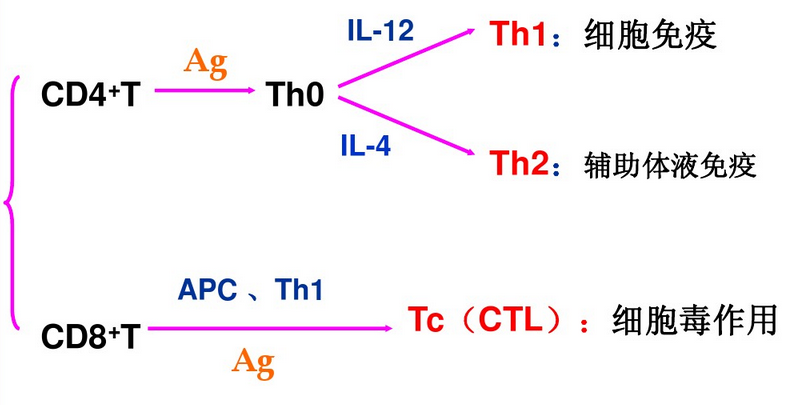 IL-12
Th1：细胞免疫
Ag
CD4+T
Th0
IL-4
Th2：辅助体液免疫
APC 、Th1
Tc（CTL）：细胞毒作用
CD8+T
Ag